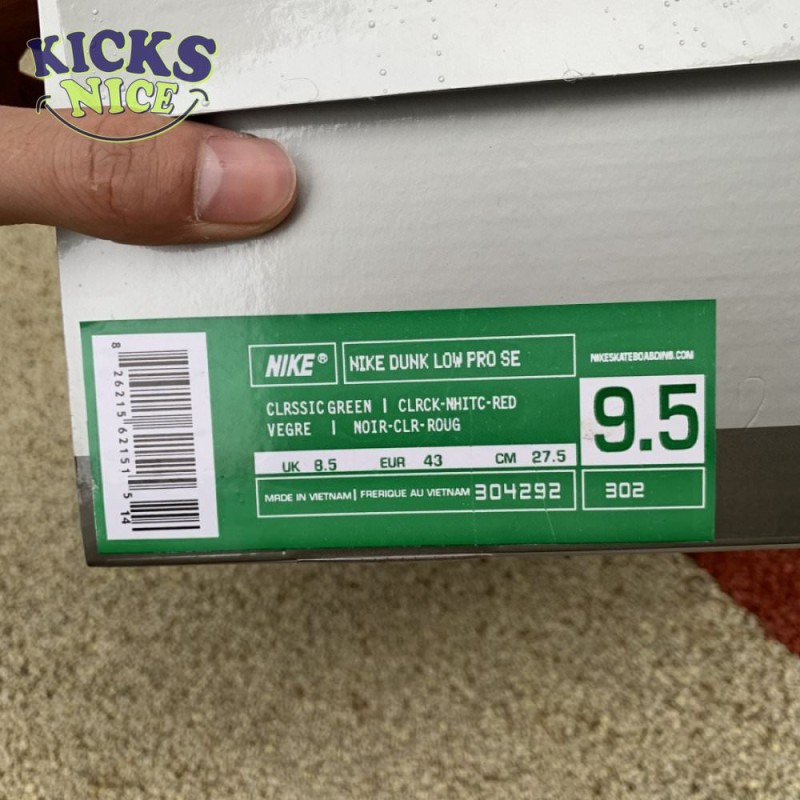 KICKS
NICE
NIKE® NIKE DUNK LOW PRO SE
NIKESKATEBOARDING.COM
CLRSSIC GREEN | CLRCK-NHITC-RED
VEGRE | NOIR-CLR-ROUG
9.5
UK 8.5 EUR 43 CM 27.5
MADE IN VIETNAM | FRERIQUE AU VIETNAM 304292 302
8 26215 62151 5 14